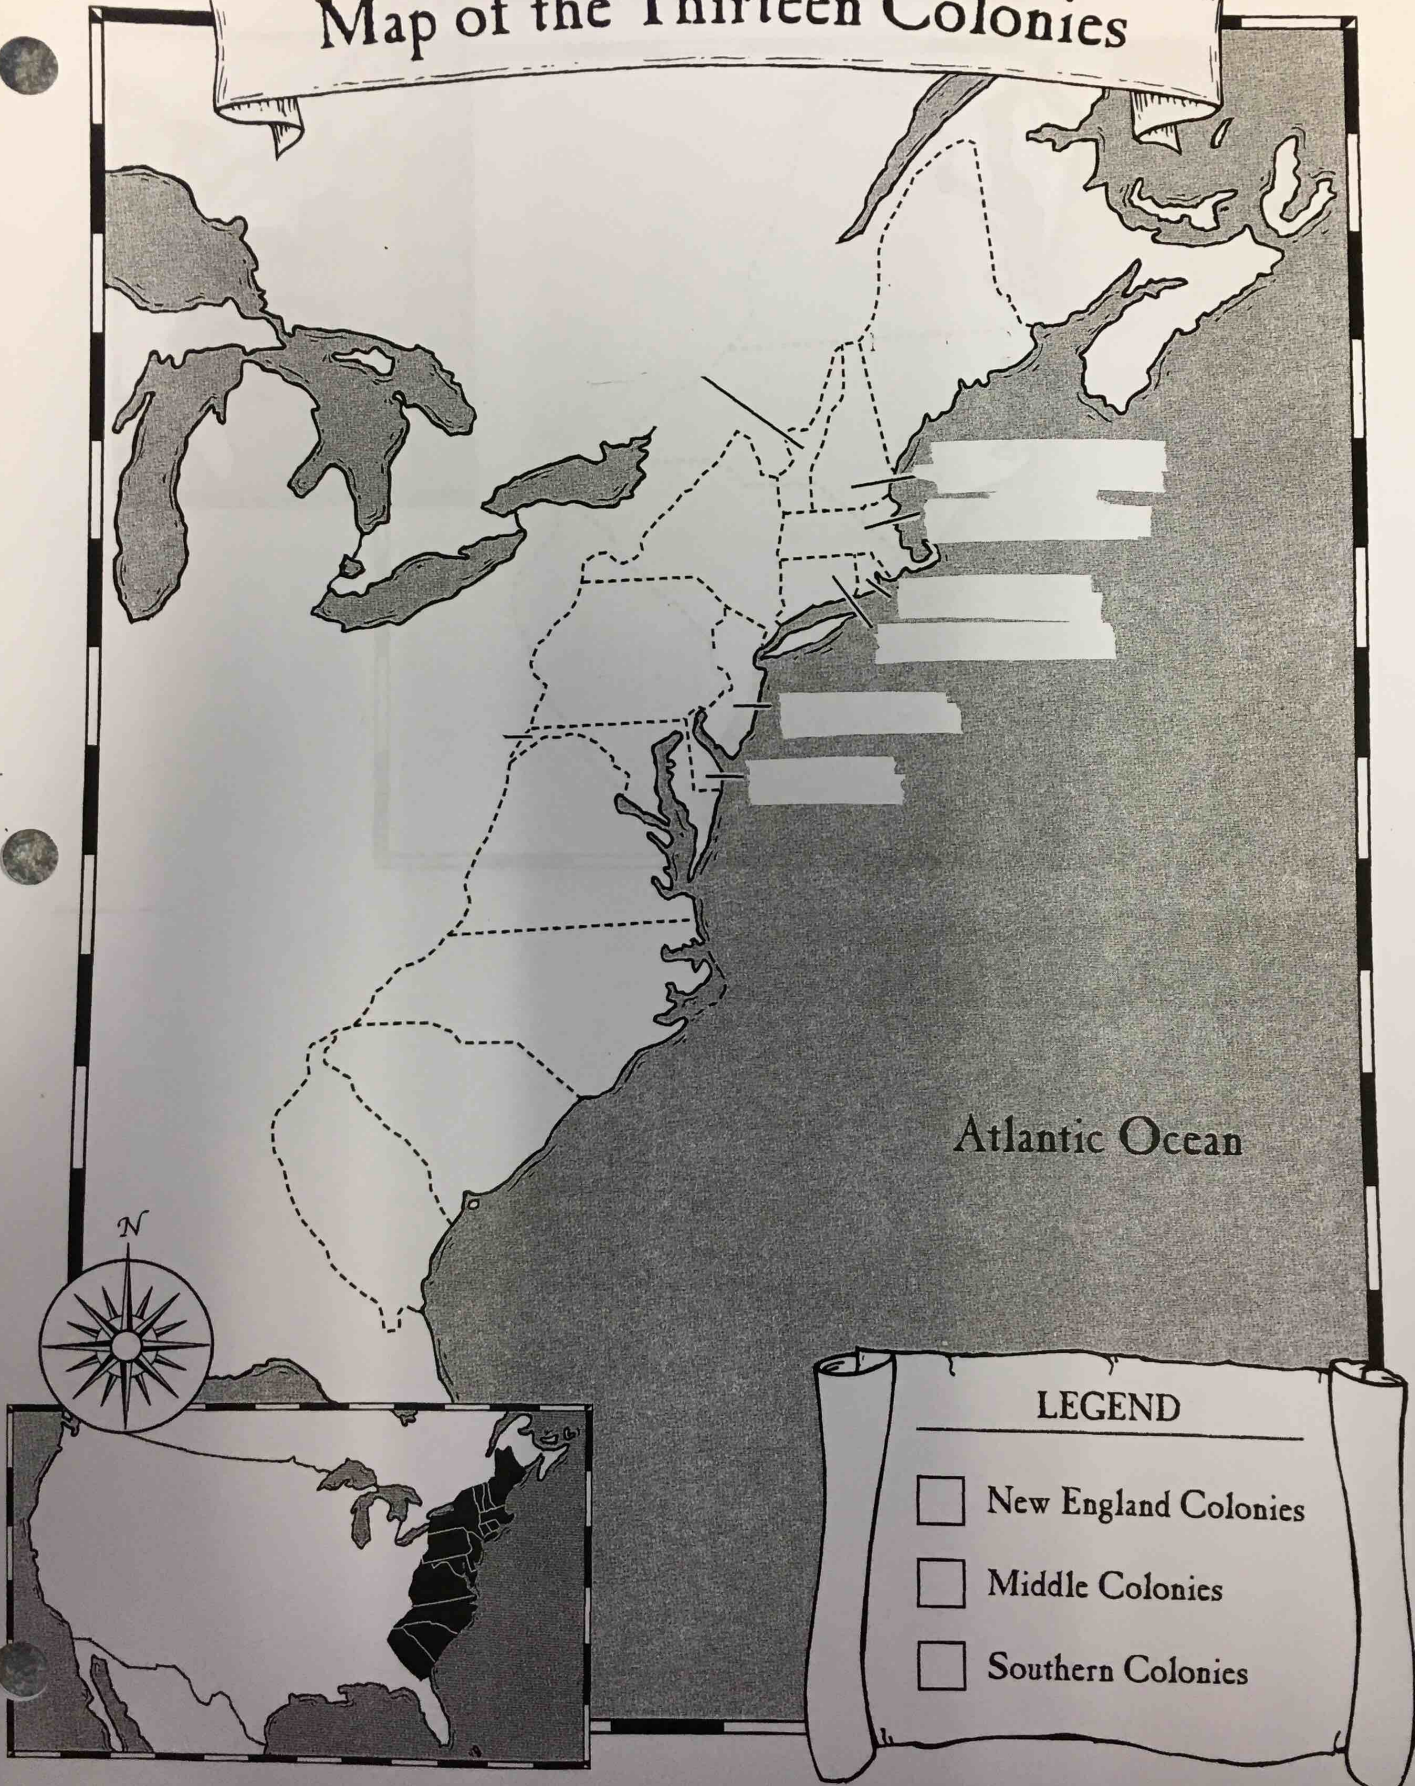 Map of the Thirteen Colonies
Atlantic Ocean
N
LEGEND
New England Colonies
Middle Colonies
Southern Colonies